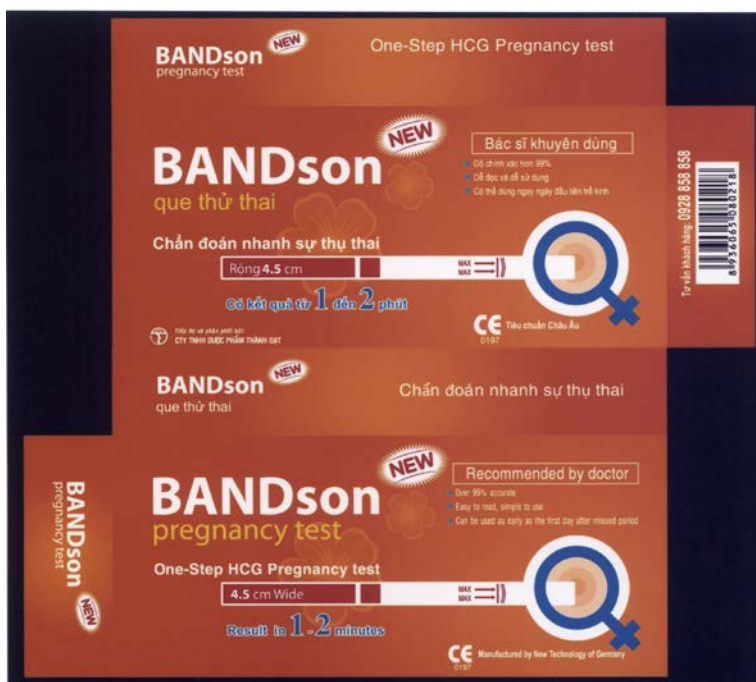 BANDson NEW
pregnancy test
One-Step HCG Pregnancy test
BANDson NEW
que thử thai
Bác sĩ khuyên dùng
Độ chính xác hơn 99%
Dễ đọc và dễ sử dụng
Có thể dùng ngay ngày đầu tiên trễ kinh
Chẩn đoán nhanh sự thụ thai
Rộng 4.5 cm
MAX
MAX
Có kết quả từ 1 đến 2 phút
Tiếp thị và phân phối bởi:
CTY TNHH DƯỢC PHẨM THÀNH ĐẠT
CE
0197
Tiêu chuẩn Châu Âu
Tư vấn khách hàng: 0928 858 858
8936065080218
BANDson NEW
que thử thai
Chẩn đoán nhanh sự thụ thai
BANDson NEW
pregnancy test
BANDson NEW
pregnancy test
Recommended by doctor
Over 99% accurate
Easy to read, simple to use
Can be used as early as the first day after missed period
One-Step HCG Pregnancy test
4.5 cm Wide
MAX
MAX
Result in 1-2 minutes
CE
0197
Manufactured by New Technology of Germany